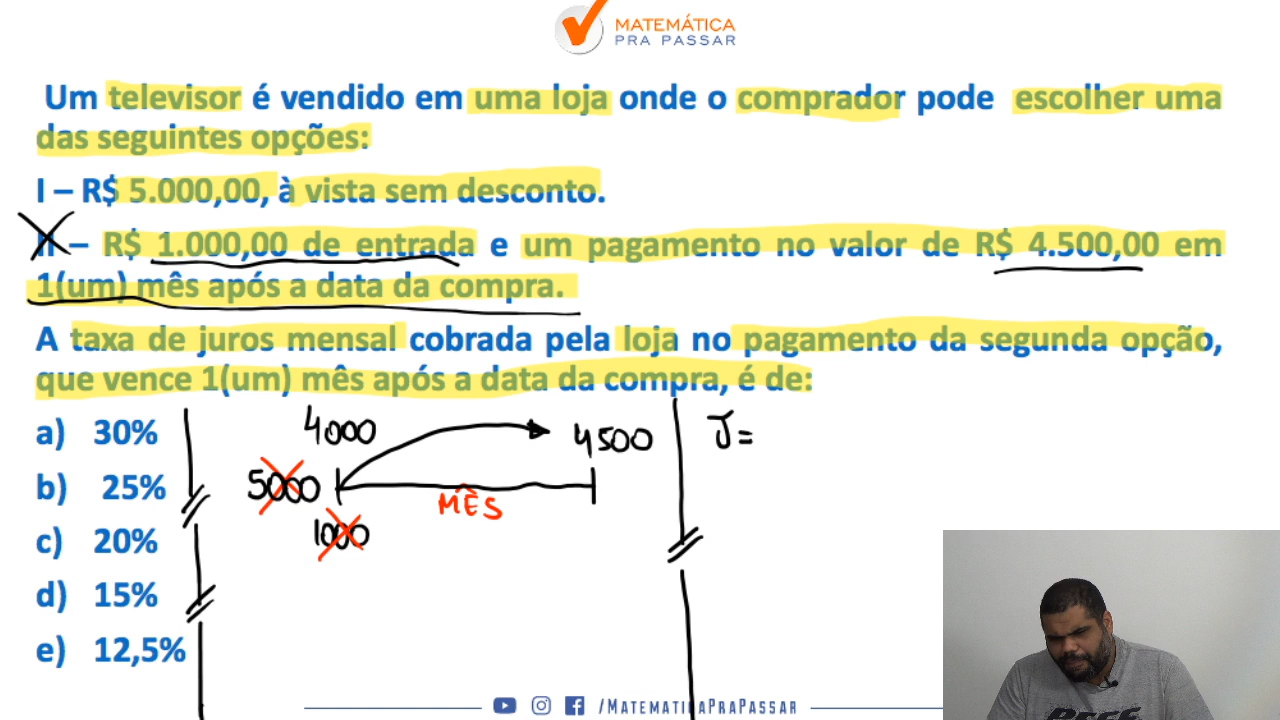 MATEMÁTICA
PRA PASSAR
Um televisor é vendido em uma loja onde o comprador pode escolher uma
das seguintes opções:
I – R$ 5.000,00, à vista sem desconto.
II – R$ 1.000,00 de entrada e um pagamento no valor de R$ 4.500,00 em
1(um) mês após a data da compra.
A taxa de juros mensal cobrada pela loja no pagamento da segunda opção,
que vence 1(um) mês após a data da compra, é de:
a) 30%
b) 25%
c) 20%
d) 15%
e) 12,5%
4000
4500
J=
5000
MÊS
1000
/MATEMATICAPRAPASSAR